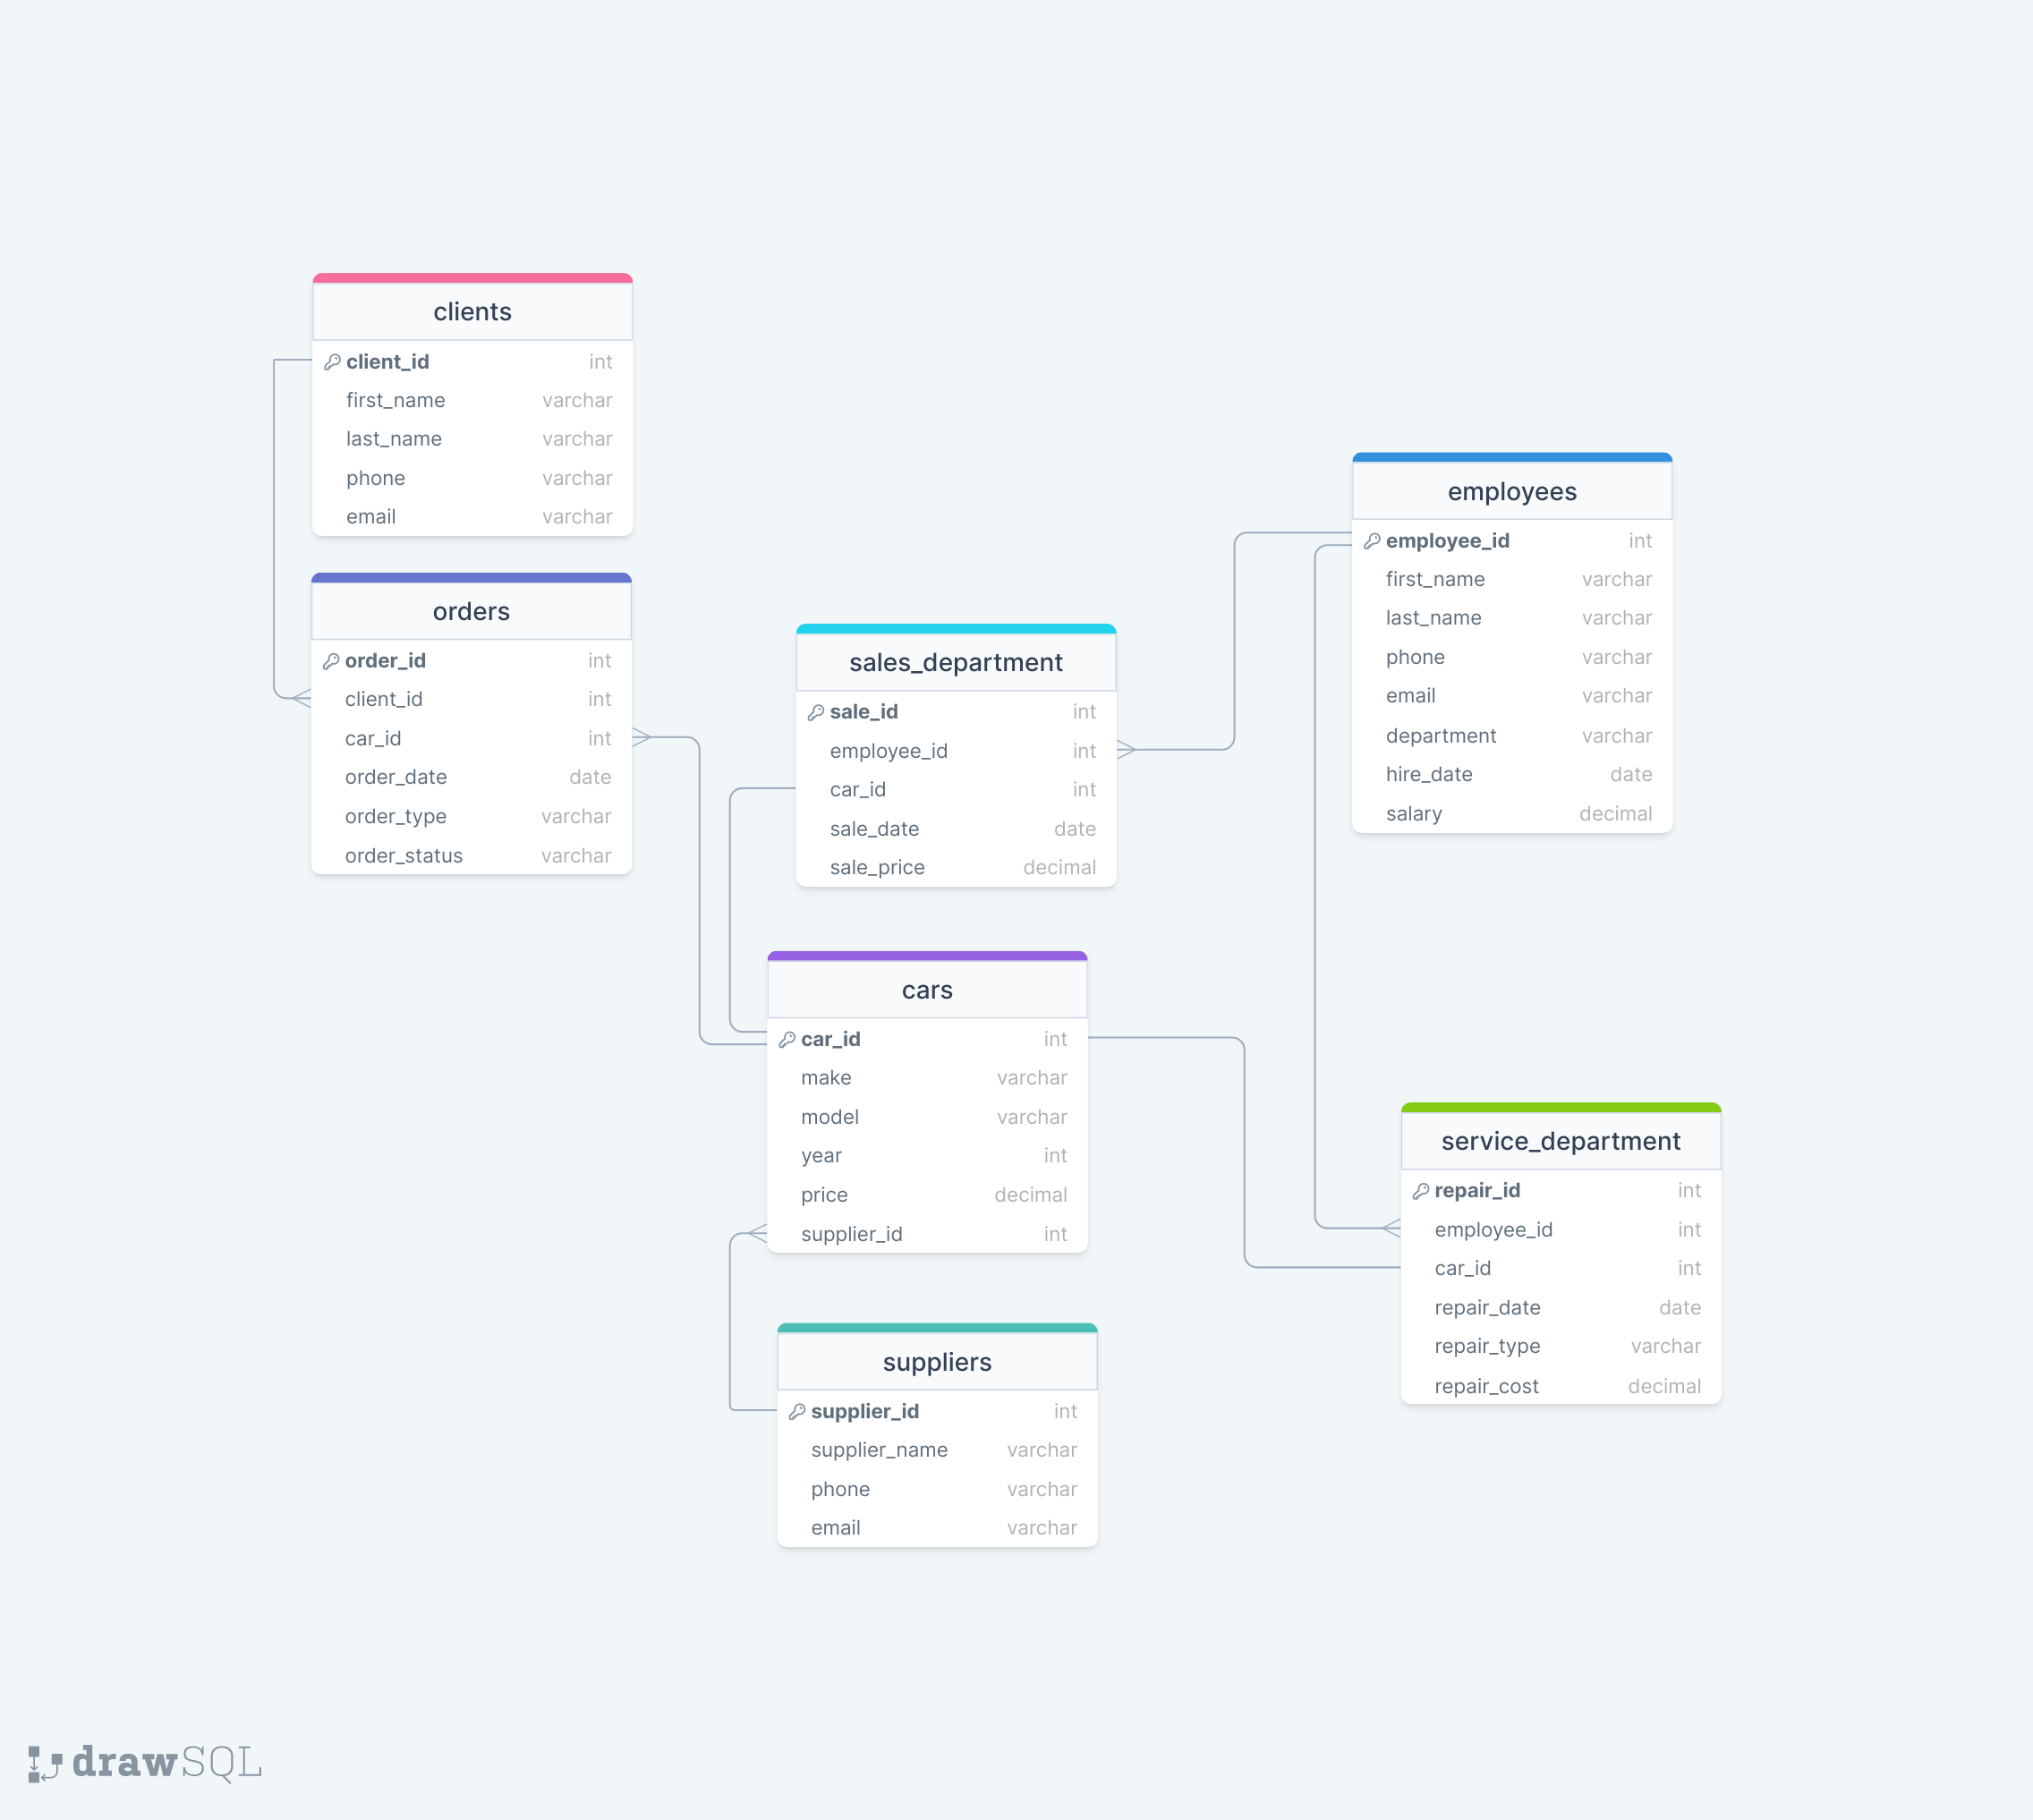 clients
client_id int
first_name varchar
last_name varchar
phone varchar
email varchar
orders
order_id int
client_id int
car_id int
order_date date
order_type varchar
order_status varchar
sales_department
sale_id int
employee_id int
car_id int
sale_date date
sale_price decimal
employees
employee_id int
first_name varchar
last_name varchar
phone varchar
email varchar
department varchar
hire_date date
salary decimal
cars
car_id int
make varchar
model varchar
year int
price decimal
supplier_id int
service_department
repair_id int
employee_id int
car_id int
repair_date date
repair_type varchar
repair_cost decimal
suppliers
supplier_id int
supplier_name varchar
phone varchar
email varchar
drawSQL